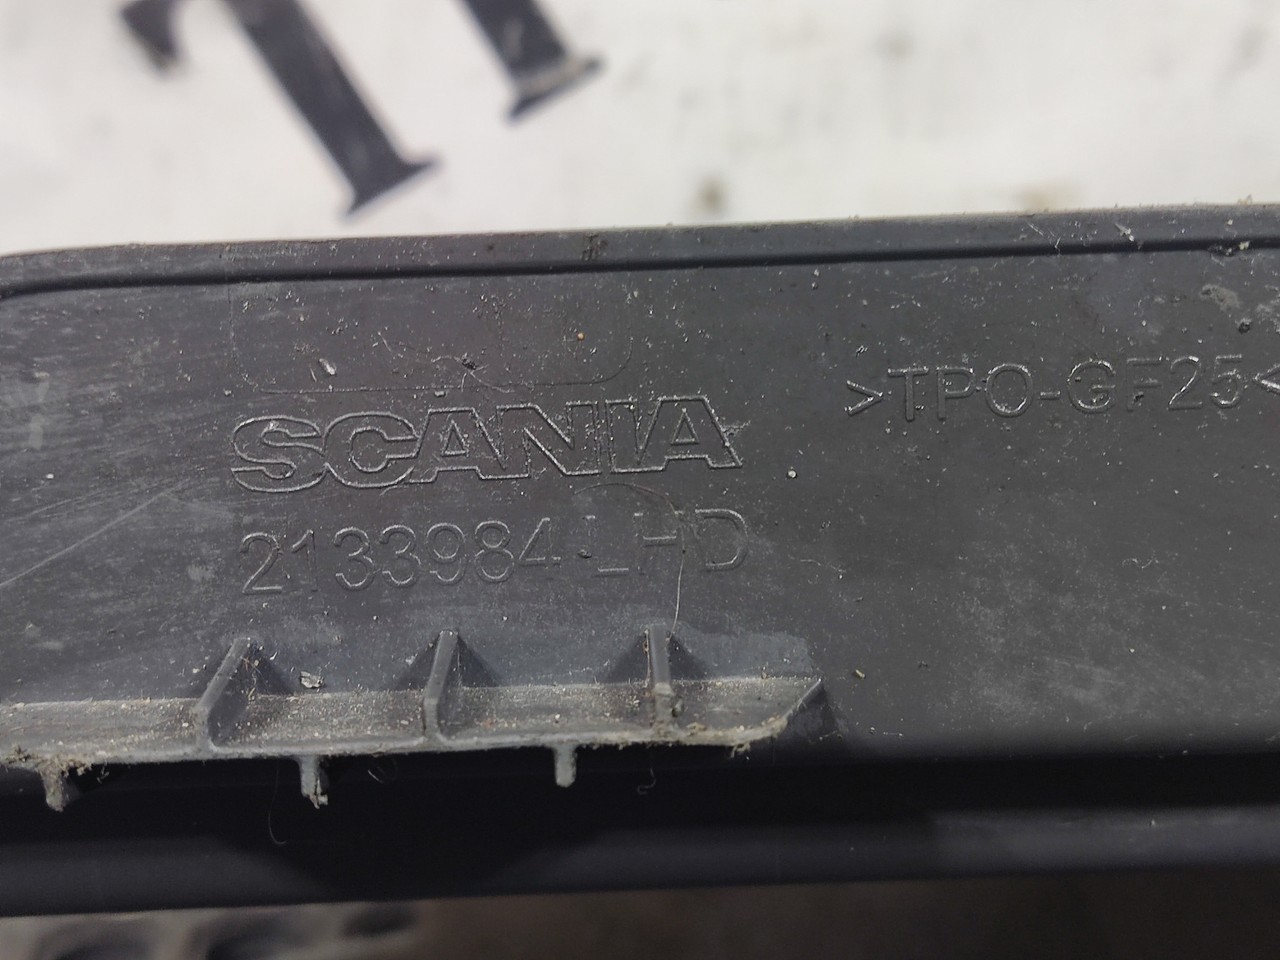 SCANIA
2133984 LHD
>TPO-GF25<